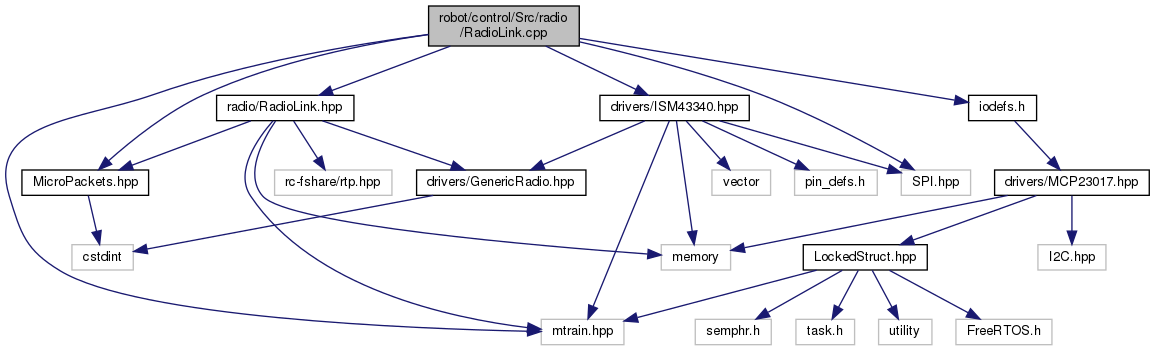 robot/control/Src/radio
/RadioLink.cpp
radio/RadioLink.hpp
drivers/ISM43340.hpp
iodefs.h
MicroPackets.hpp
rc-fshare/rtp.hpp
drivers/GenericRadio.hpp
vector
pin_defs.h
SPI.hpp
drivers/MCP23017.hpp
cstdint
memory
LockedStruct.hpp
I2C.hpp
mtrain.hpp
semphr.h
task.h
utility
FreeRTOS.h